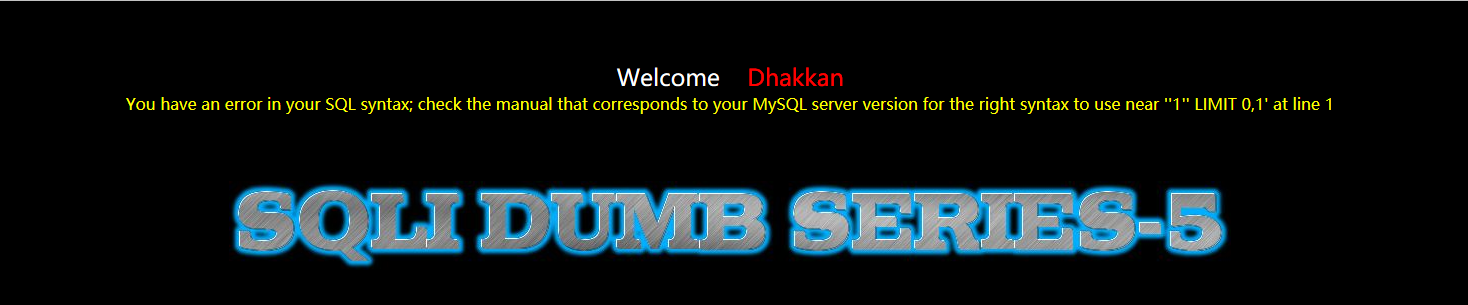 Welcome Dhakkan
You have an error in your SQL syntax; check the manual that corresponds to your MySQL server version for the right syntax to use near ''1'' LIMIT 0,1' at line 1
SQLI DUMB SERIES-5